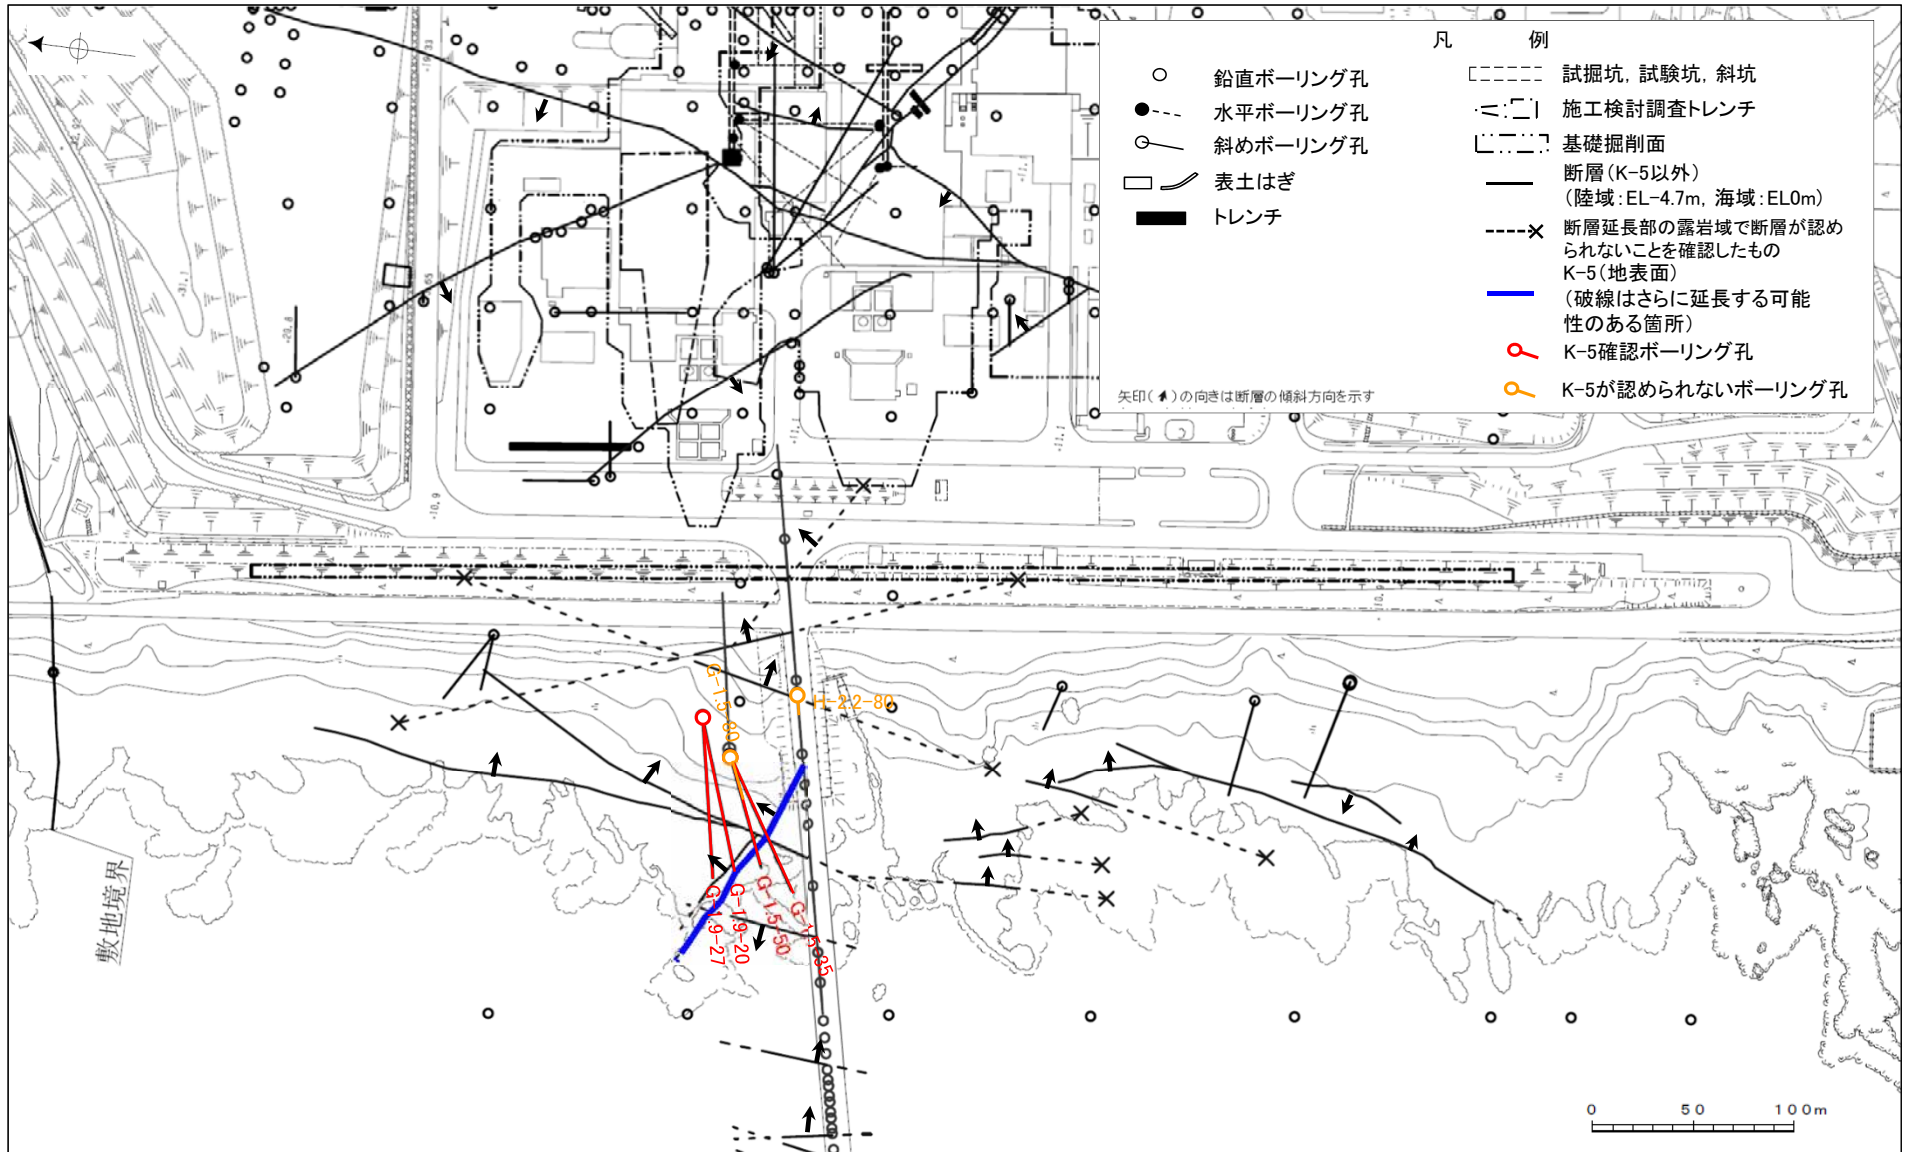 凡 例
鉛直ボーリング孔
水平ボーリング孔
斜めボーリング孔
表土はぎ
トレンチ
試掘坑, 試験坑, 斜坑
施工検討調査トレンチ
基礎掘削面
断層(K-5以外)
(陸域:EL-4.7m, 海域:EL0m)
断層延長部の露岩域で断層が認め
られないことを確認したもの
K-5(地表面)
(破線はさらに延長する可能
性のある箇所)
K-5確認ボーリング孔
K-5が認められないボーリング孔
矢印( )の向きは断層の傾斜方向を示す
G-1.5-80
H-2.2-80
G-1.9-27
G-1.9-20
G-1.5-50
G-1.5-35
敷地境界
-10.9
-11.1
-11.1
-10.9
0 50 100m